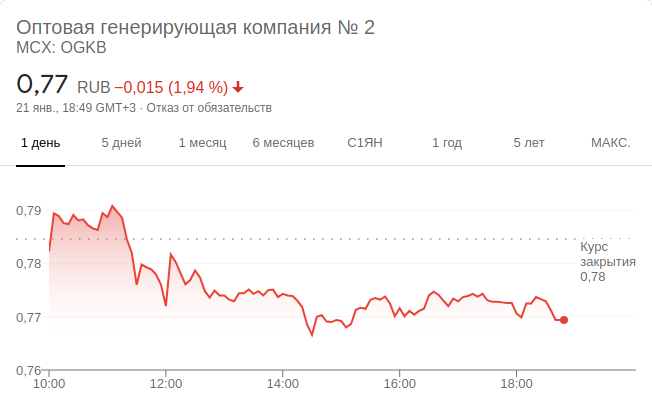 Оптовая генерирующая компания № 2
MCX: OGKB
0,77 RUB −0,015 (1,94 %)
21 янв., 18:49 GMT+3 · Отказ от обязательств
1 день 5 дней 1 месяц 6 месяцев С1ЯН 1 год 5 лет МАКС.
0,79
Курс
закрытия
0,78
0,78
0,77
0,76
10:00 12:00 14:00 16:00 18:00